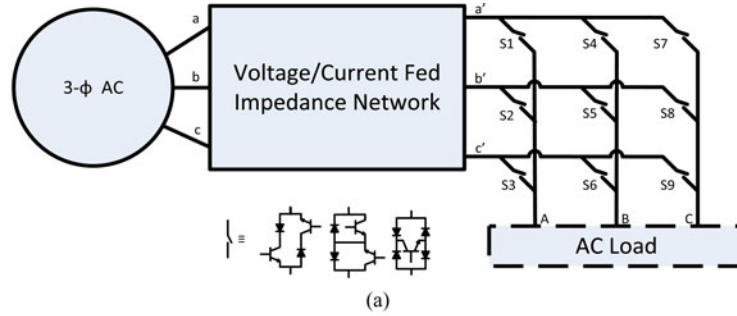 a
a'
S1
S4
S7
3-ϕ AC
b
Voltage/Current Fed
Impedance Network
b'
S2
S5
S8
c
c'
S3
S6
S9
A
B
C
≡
AC Load
(a)